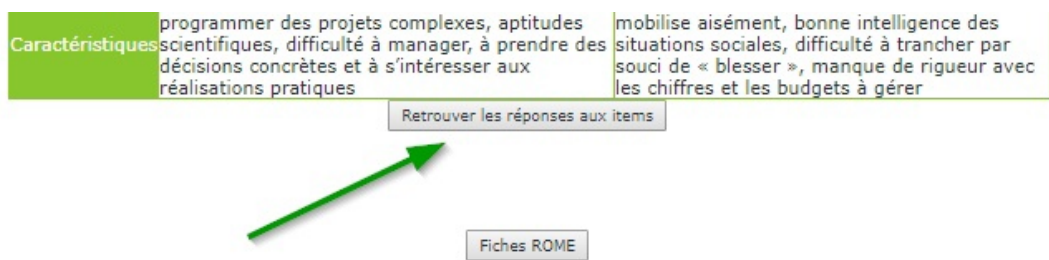 Caractéristiques
programmer des projets complexes, aptitudes
scientifiques, difficulté à manager, à prendre des
décisions concrètes et à s’intéresser aux
réalisations pratiques
mobilise aisément, bonne intelligence des
situations sociales, difficulté à trancher par
souci de « blesser », manque de rigueur avec
les chiffres et les budgets à gérer
Retrouver les réponses aux items
Fiches ROME